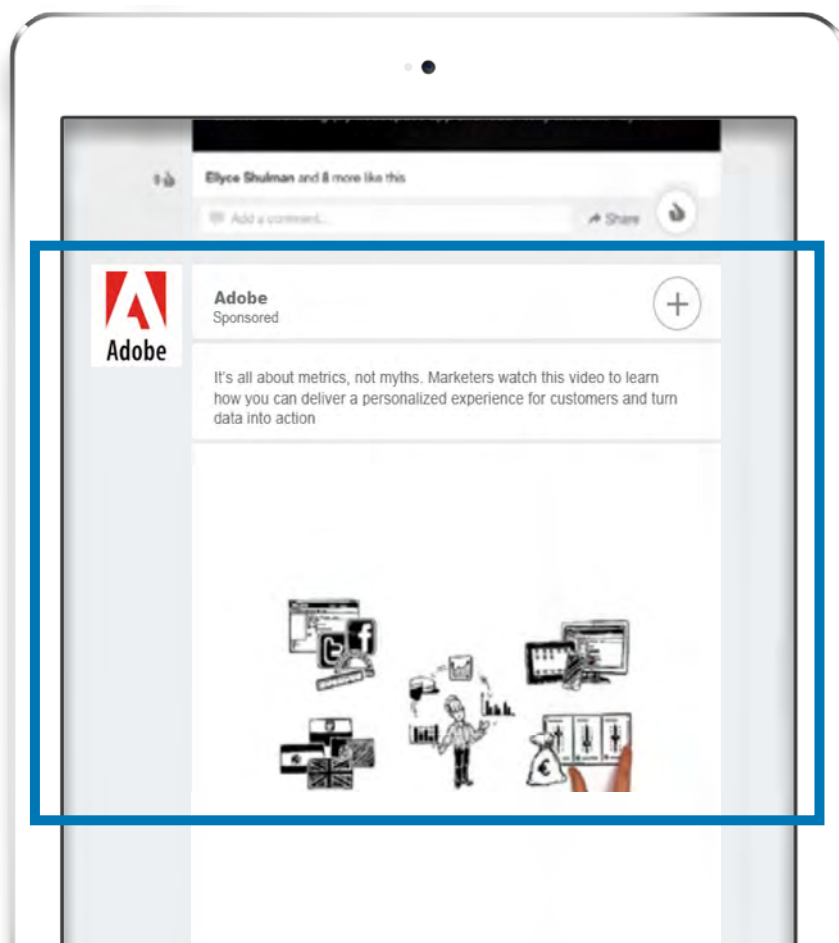 Ellyce Shulman and 8 more like this
Add a comment...
Share
Adobe
Adobe
Sponsored
It's all about metrics, not myths. Marketers watch this video to learn
how you can deliver a personalized experience for customers and turn
data into action